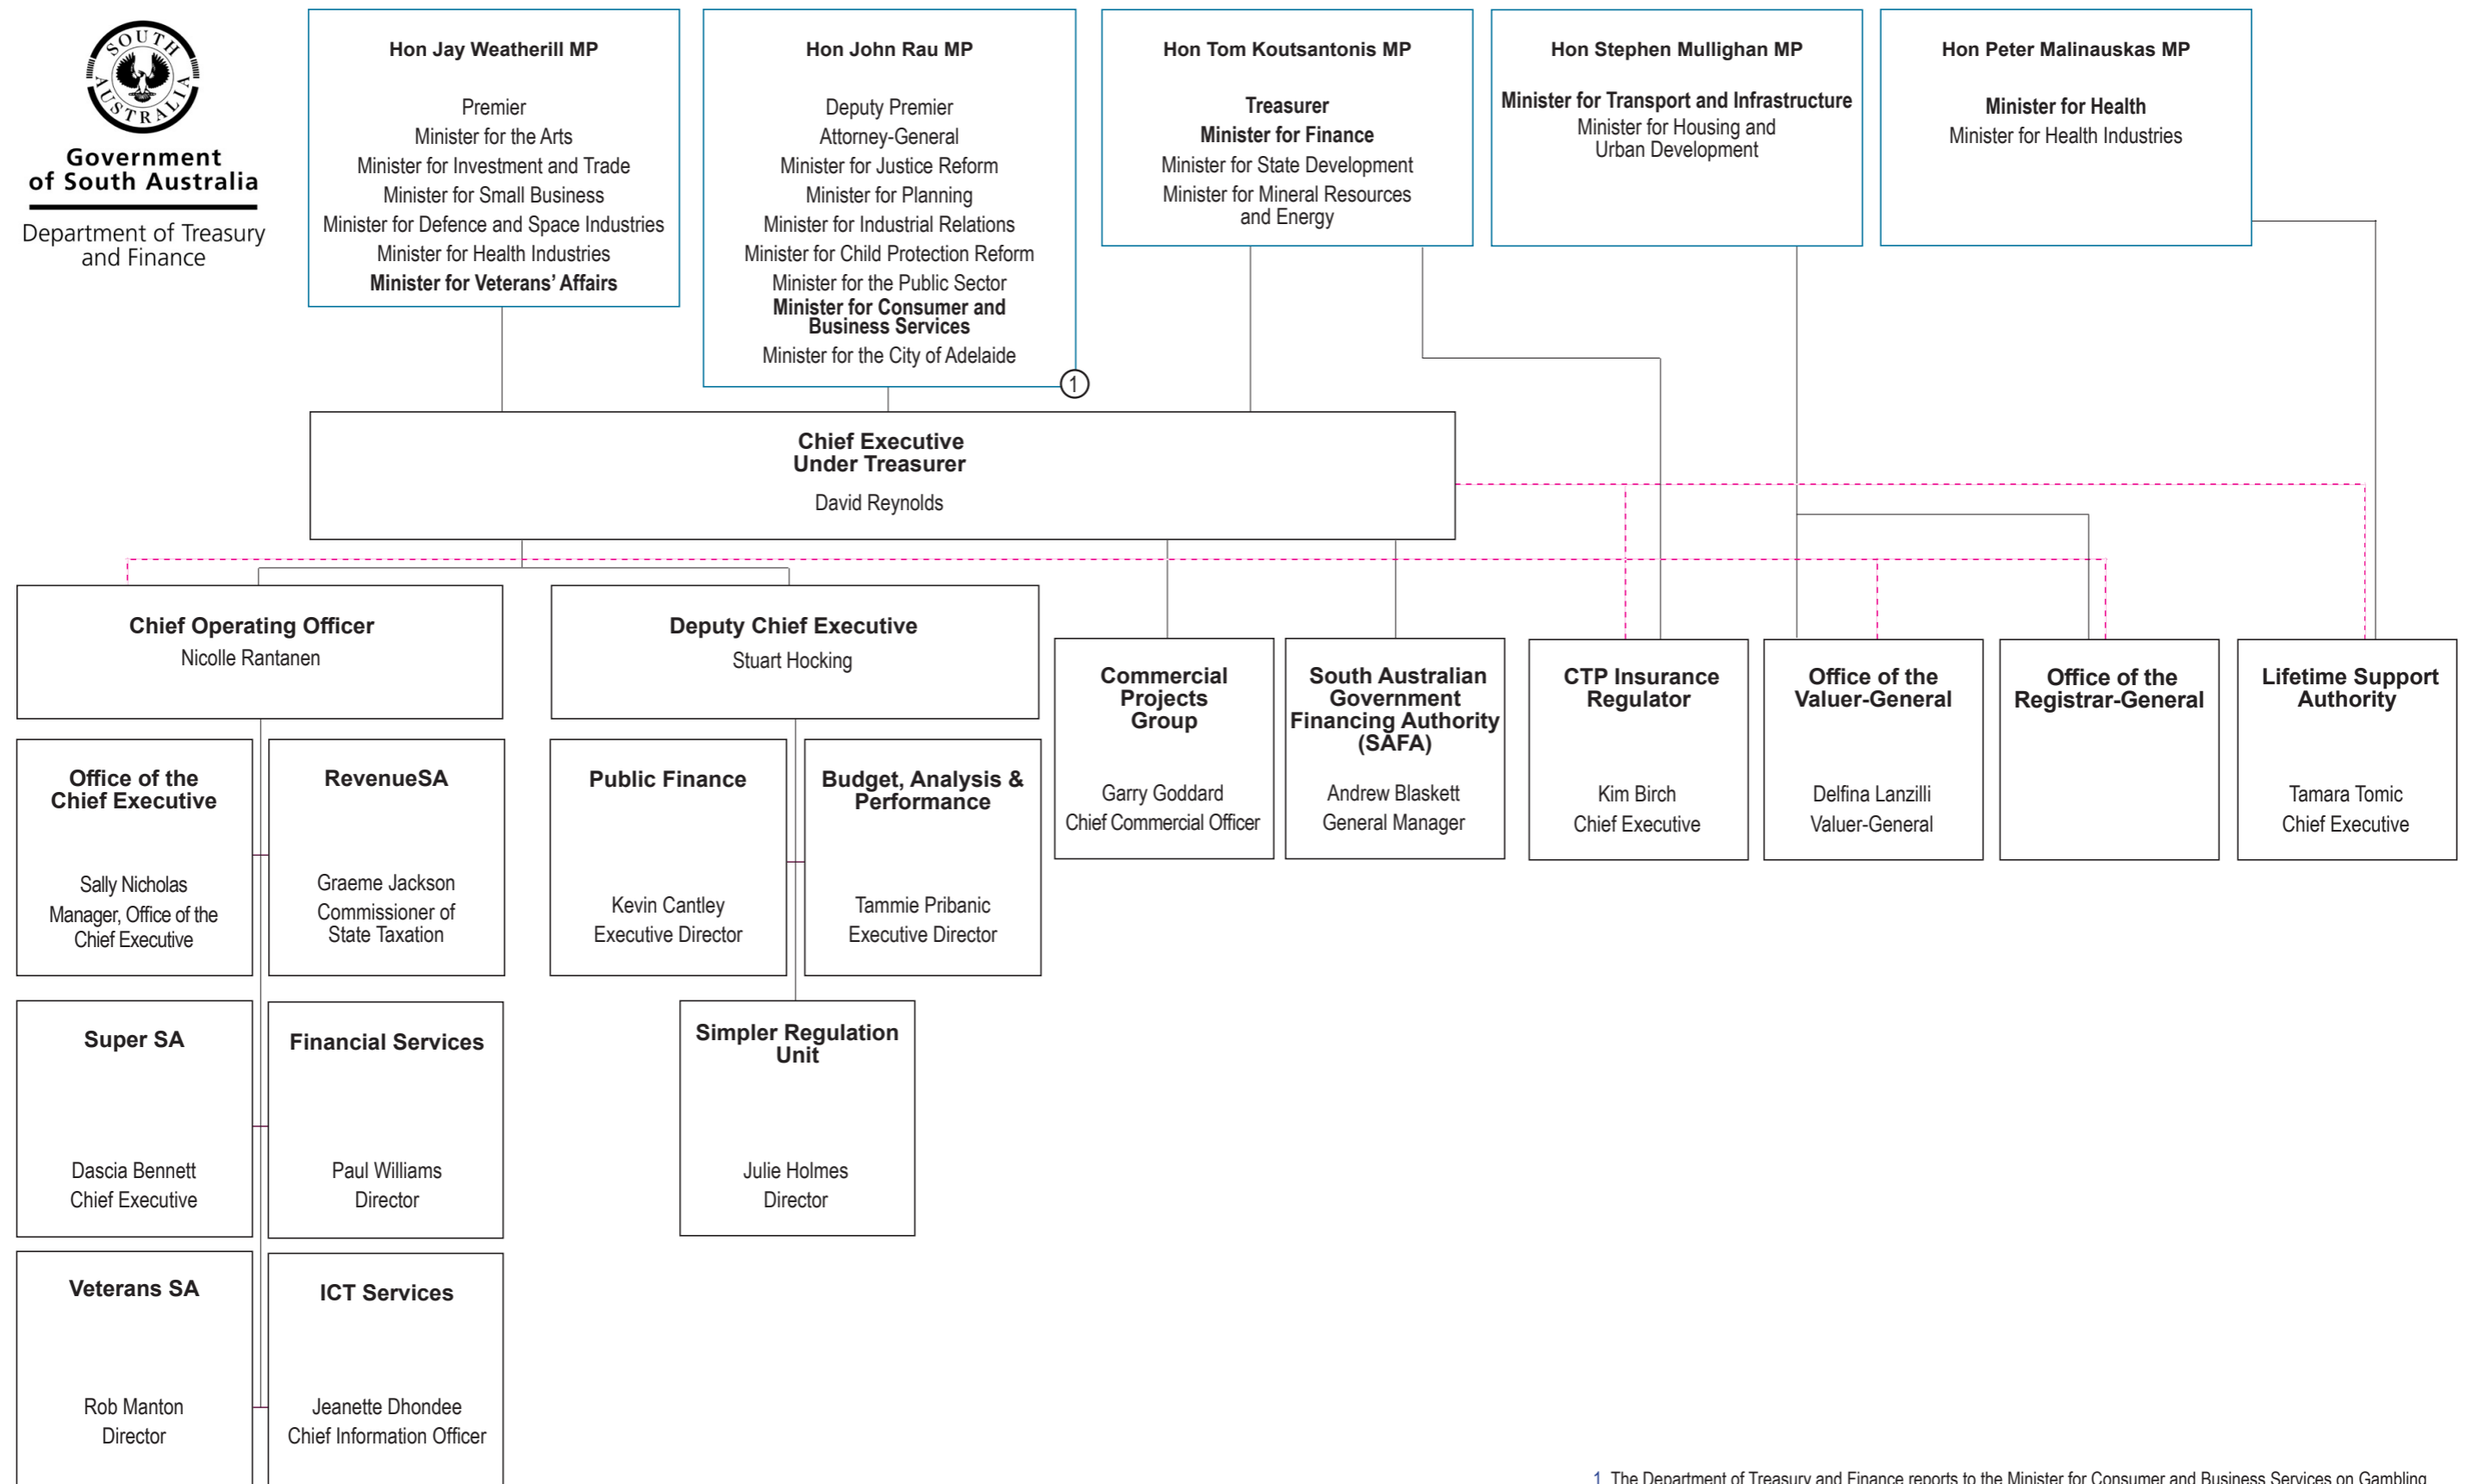 SOUTH
AUSTRALIA
Government
of South Australia
Department of Treasury
and Finance
Hon Jay Weatherill MP
Premier
Minister for the Arts
Minister for Investment and Trade
Minister for Small Business
Minister for Defence and Space Industries
Minister for Health Industries
Minister for Veterans' Affairs
Hon John Rau MP
Deputy Premier
Attorney-General
Minister for Justice Reform
Minister for Planning
Minister for Industrial Relations
Minister for Child Protection Reform
Minister for the Public Sector
Minister for Consumer and
Business Services
Minister for the City of Adelaide
1
Hon Tom Koutsantonis MP
Treasurer
Minister for Finance
Minister for State Development
Minister for Mineral Resources
and Energy
Hon Stephen Mullighan MP
Minister for Transport and Infrastructure
Minister for Housing and
Urban Development
Hon Peter Malinauskas MP
Minister for Health
Minister for Health Industries
Chief Executive
Under Treasurer
David Reynolds
Chief Operating Officer
Nicolle Rantanen
Deputy Chief Executive
Stuart Hocking
Commercial
Projects
Group
Garry Goddard
Chief Commercial Officer
South Australian
Government
Financing Authority
(SAFA)
Andrew Blaskett
General Manager
CTP Insurance
Regulator
Kim Birch
Chief Executive
Office of the
Valuer-General
Delfina Lanzilli
Valuer-General
Office of the
Registrar-General
Lifetime Support
Authority
Tamara Tomic
Chief Executive
Office of the
Chief Executive
Sally Nicholas
Manager, Office of the
Chief Executive
RevenueSA
Graeme Jackson
Commissioner of
State Taxation
Public Finance
Kevin Cantley
Executive Director
Budget, Analysis &
Performance
Tammie Pribanic
Executive Director
Super SA
Dascia Bennett
Chief Executive
Financial Services
Paul Williams
Director
Simpler Regulation
Unit
Julie Holmes
Director
Veterans SA
Rob Manton
Director
ICT Services
Jeanette Dhondee
Chief Information Officer
1 The Department of Treasury and Finance reports to the Minister for Consumer and Business Services on Gambling